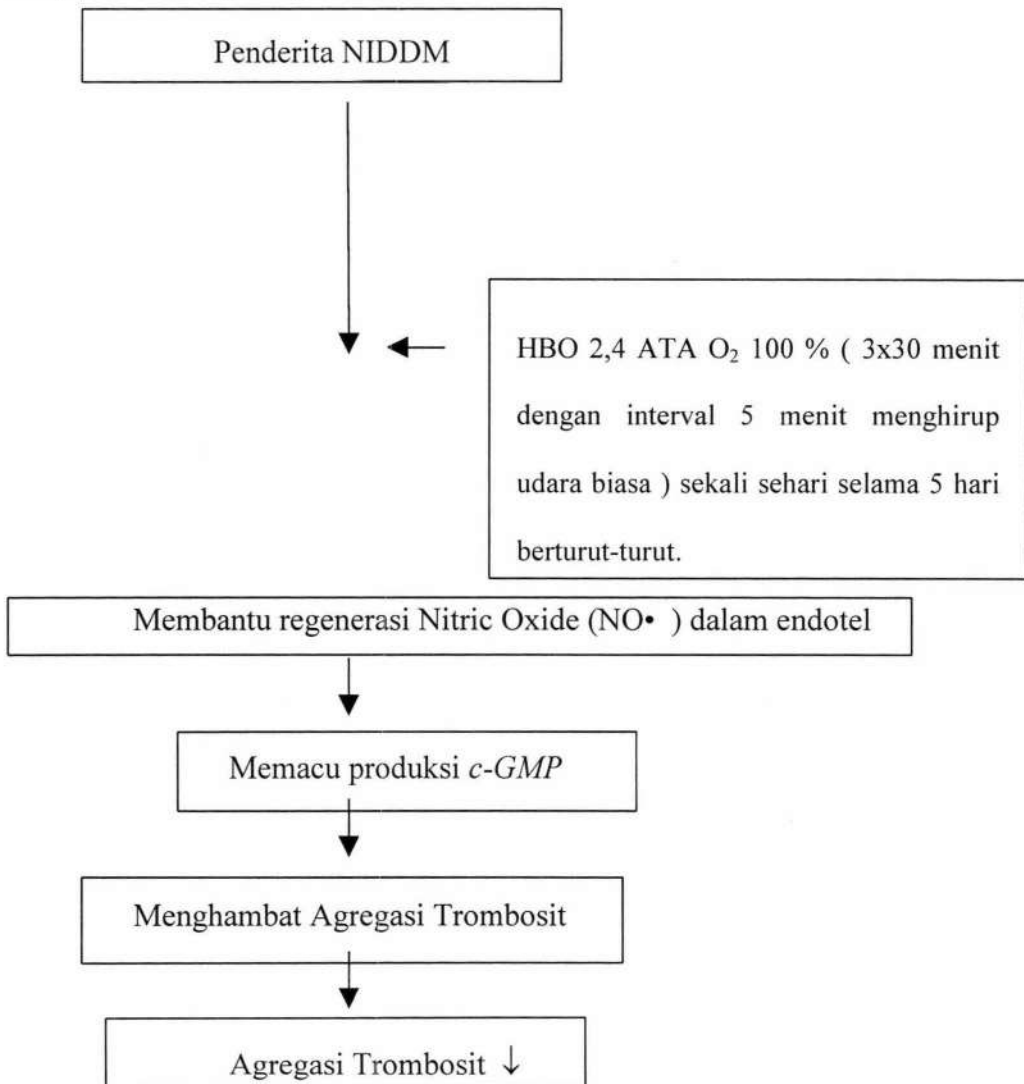 Penderita NIDDM
HBO 2,4 ATA O₂ 100 % ( 3x30 menit
dengan interval 5 menit menghirup
udara biasa ) sekali sehari selama 5 hari
berturut-turut.
Membantu regenerasi Nitric Oxide (NO• ) dalam endotel
Memacu produksi c-GMP
Menghambat Agregasi Trombosit
Agregasi Trombosit ↓